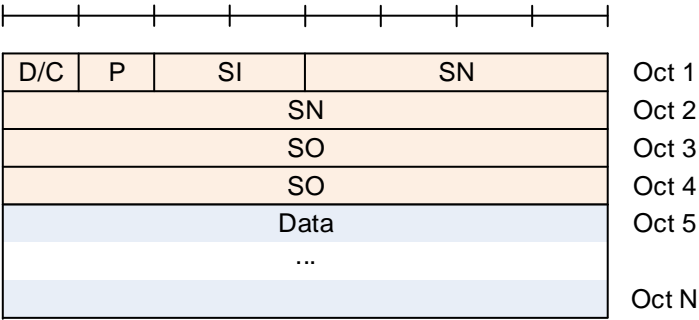 D/C P SI SN Oct 1
SN Oct 2
SO Oct 3
SO Oct 4
Data Oct 5
...
Oct N